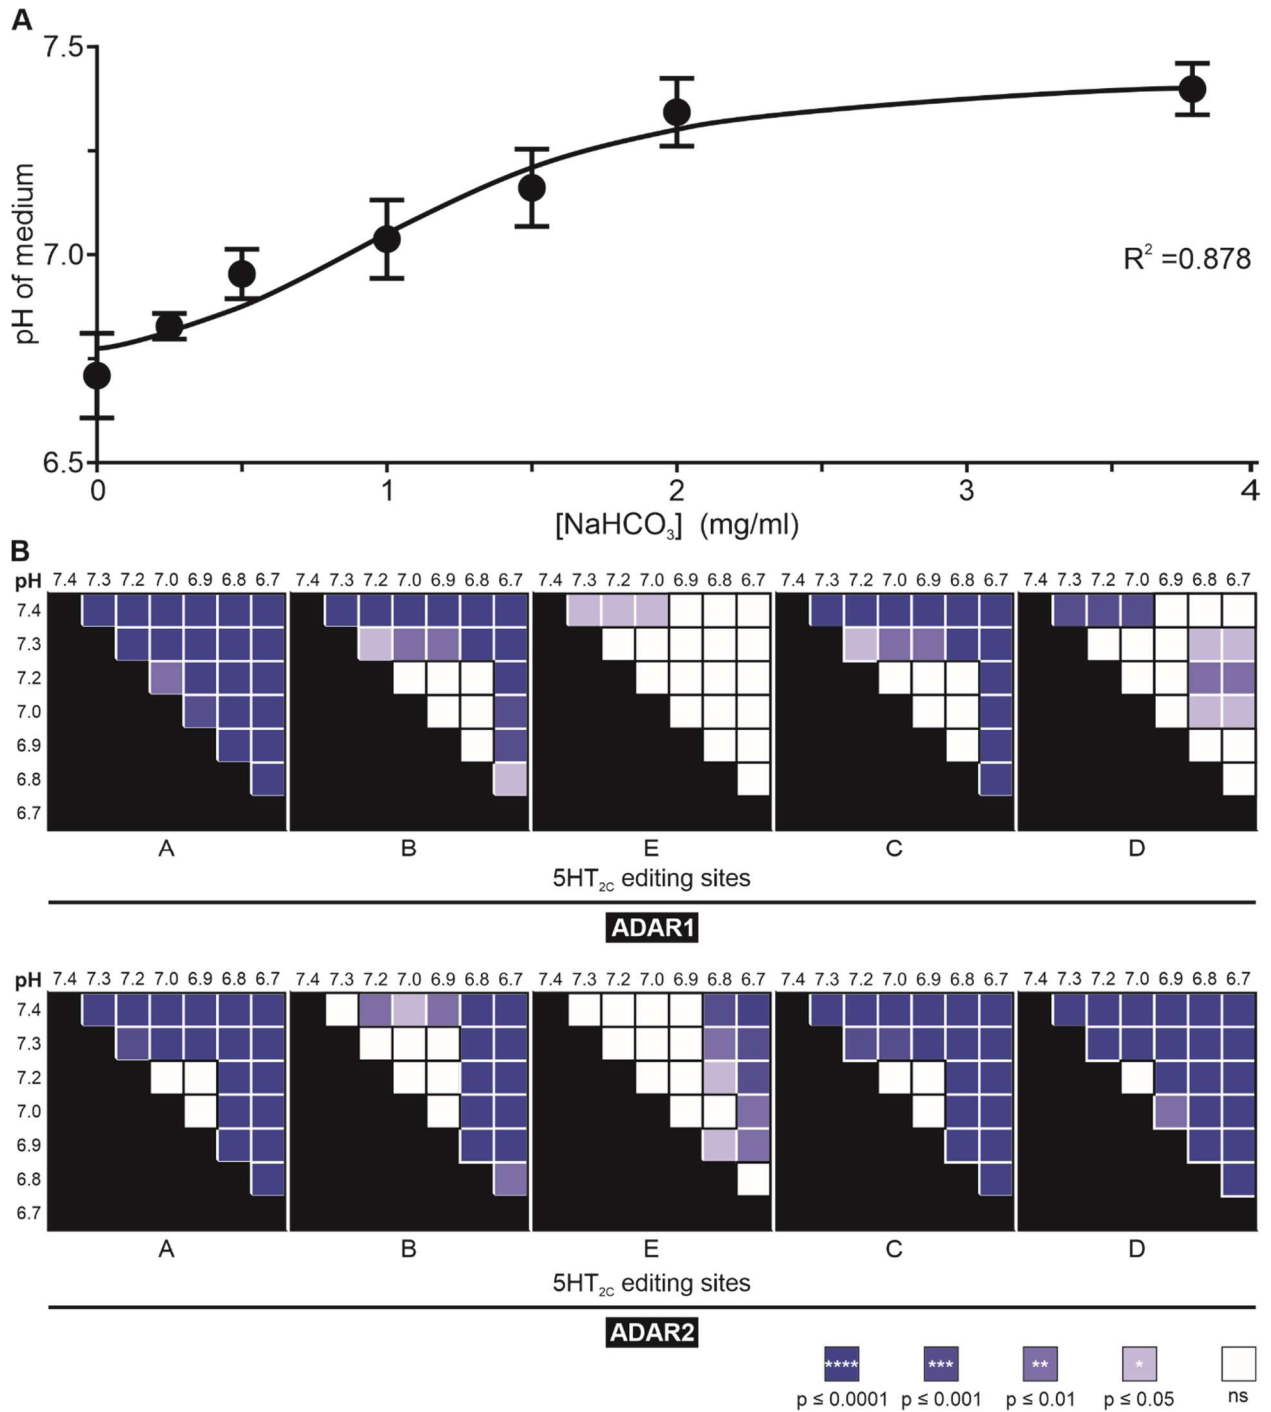 A
7.5
7.0
6.5
pH of medium
R² =0.878
0 1 2 3 4
[NaHCO₃] (mg/ml)
B
pH 7.4 7.3 7.2 7.0 6.9 6.8 6.7 7.4 7.3 7.2 7.0 6.9 6.8 6.7 7.4 7.3 7.2 7.0 6.9 6.8 6.7 7.4 7.3 7.2 7.0 6.9 6.8 6.7 7.4 7.3 7.2 7.0 6.9 6.8 6.7
7.4
7.3
7.2
7.0
6.9
6.8
6.7
A B E C D
5HT₂C editing sites
ADAR1
pH 7.4 7.3 7.2 7.0 6.9 6.8 6.7 7.4 7.3 7.2 7.0 6.9 6.8 6.7 7.4 7.3 7.2 7.0 6.9 6.8 6.7 7.4 7.3 7.2 7.0 6.9 6.8 6.7 7.4 7.3 7.2 7.0 6.9 6.8 6.7
7.4
7.3
7.2
7.0
6.9
6.8
6.7
A B E C D
5HT₂C editing sites
ADAR2
**** *** ** *
p ≤ 0.0001 p ≤ 0.001 p ≤ 0.01 p ≤ 0.05 ns